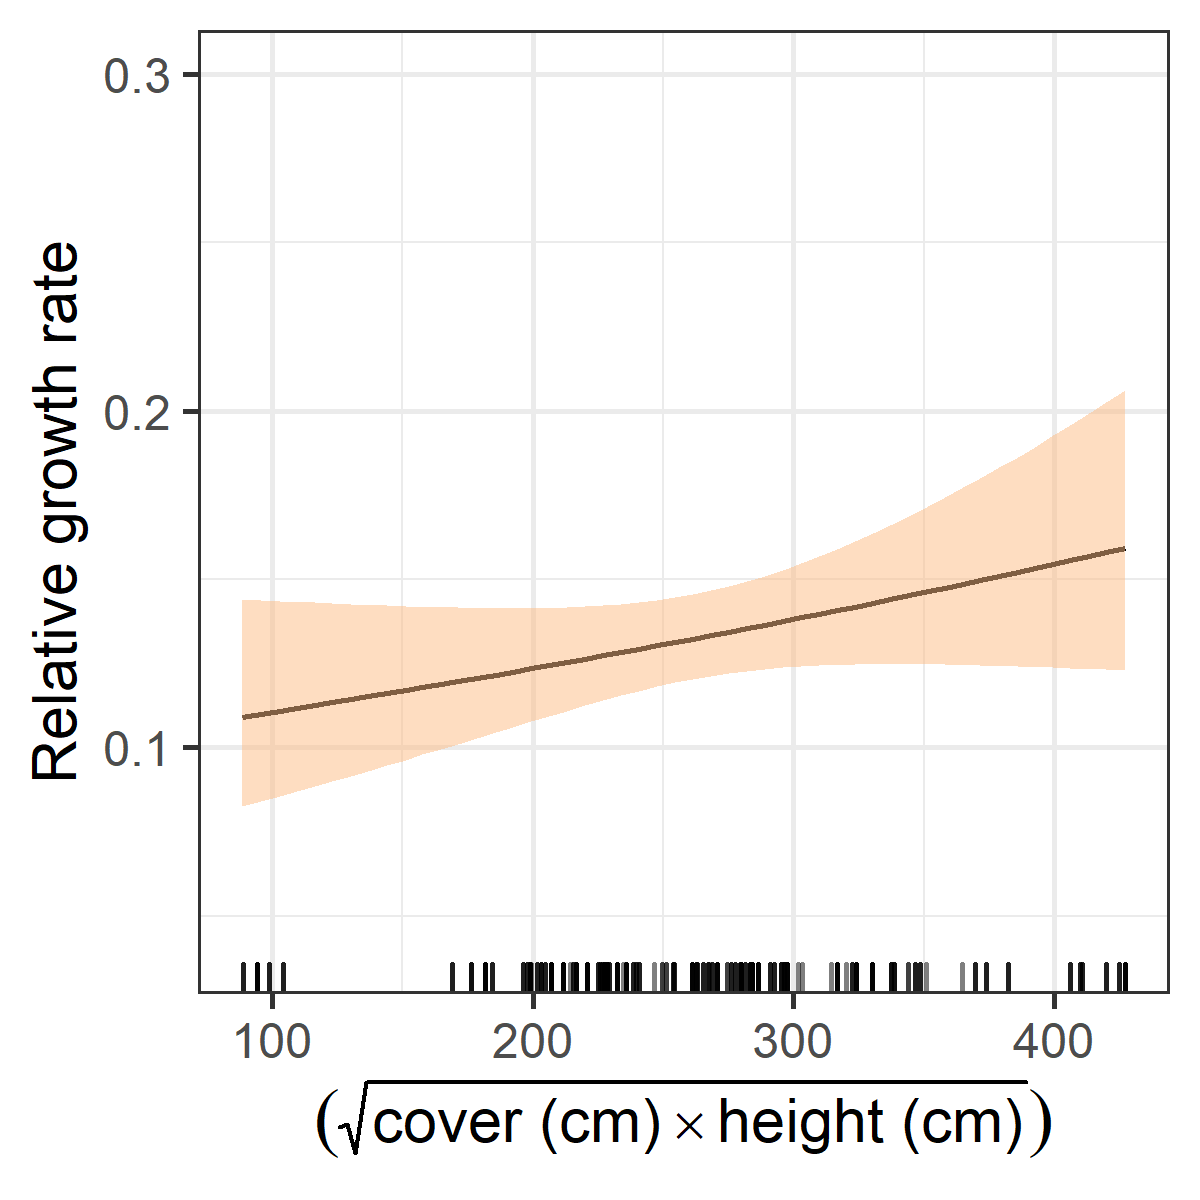 Relative growth rate
0.3
0.2
0.1
100 200 300 400
(√cover (cm) × height (cm))